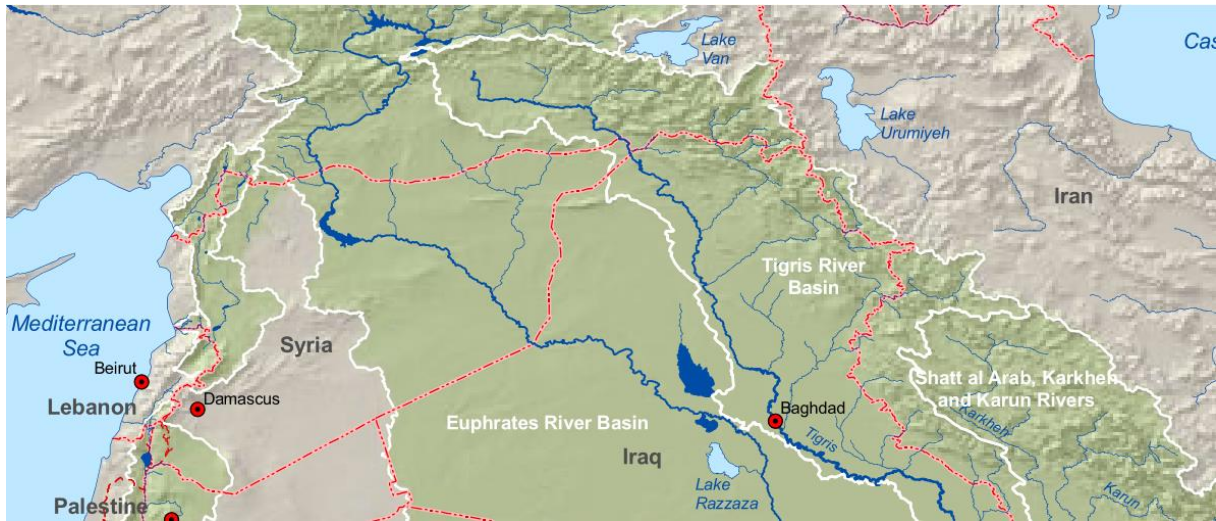 Lake
Van
Cas
Lake
Urumiyeh
Iran
Tigris River
Basin
Mediterranean
Sea
Syria
Beirut
Shatt al Arab, Karkheh
and Karun Rivers
Lebanon
Damascus
Baghdad
Karkheh
Euphrates River Basin
Tigris
Iraq
Lake
Razzaza
Karun
Palestine